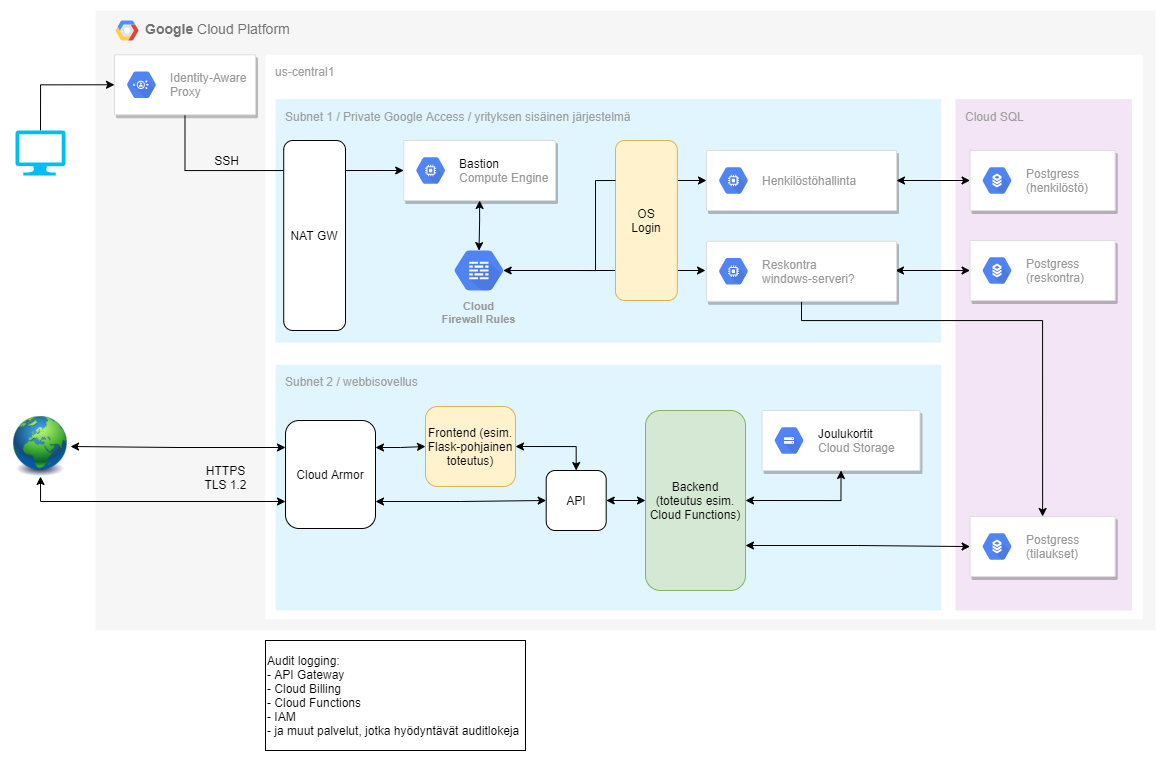 Google Cloud Platform
Identity-Aware
Proxy
us-central1
Subnet 1 / Private Google Access / yrityksen sisäinen järjestelmä
Cloud SQL
SSH
NAT GW
Bastion
Compute Engine
Cloud
Firewall Rules
OS
Login
Henkilöstöhallinta
Reskontra
windows-serveri?
Postgress
(henkilöstö)
Postgress
(reskontra)
Subnet 2 / webbisovellus
HTTPS
TLS 1.2
Cloud Armor
Frontend (esim.
Flask-pohjainen
toteutus)
API
Backend
(toteutus esim.
Cloud Functions)
Joulukortit
Cloud Storage
Postgress
(tilaukset)
Audit logging:
- API Gateway
- Cloud Billing
- Cloud Functions
- IAM
- ja muut palvelut, jotka hyödyntävät auditlokeja